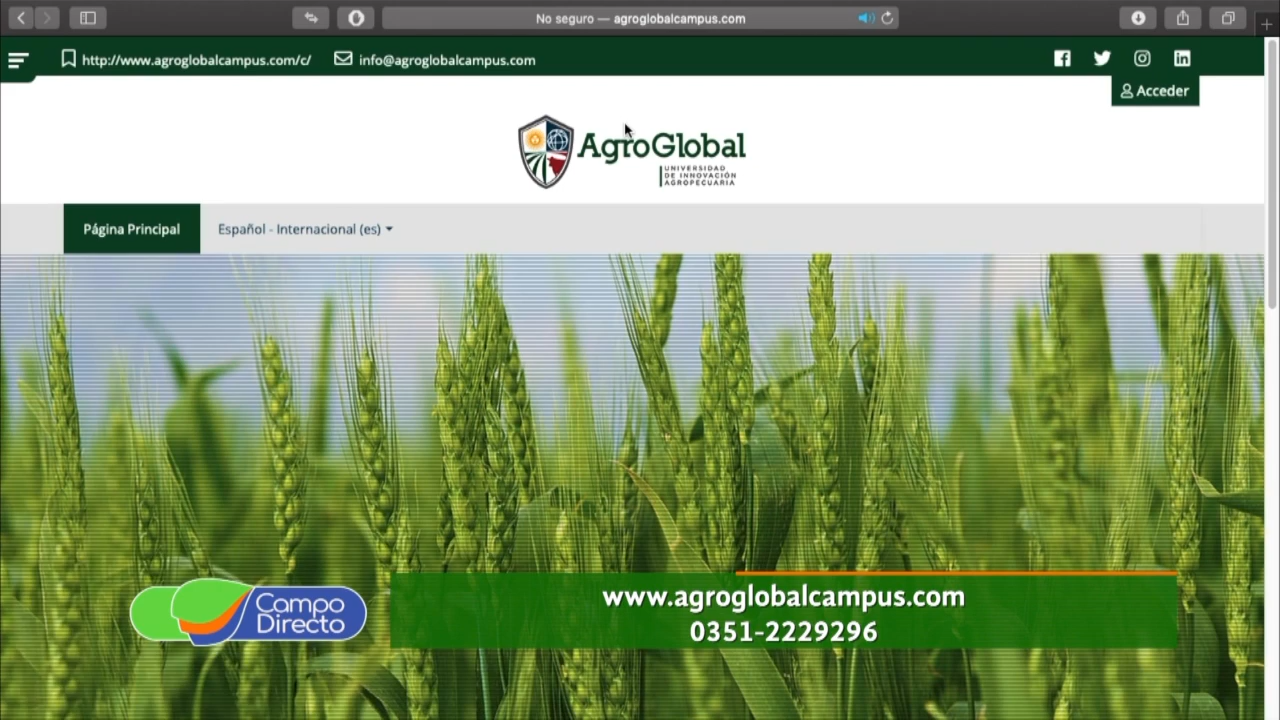 No seguro — agroglobalcampus.com
http://www.agroglobalcampus.com/c/
info@agroglobalcampus.com
Acceder
AgroGlobal
UNIVERSIDAD
DE INNOVACIÓN
AGROPECUARIA
Página Principal
Español - Internacional (es)
Campo
Directo
www.agroglobalcampus.com
0351-2229296